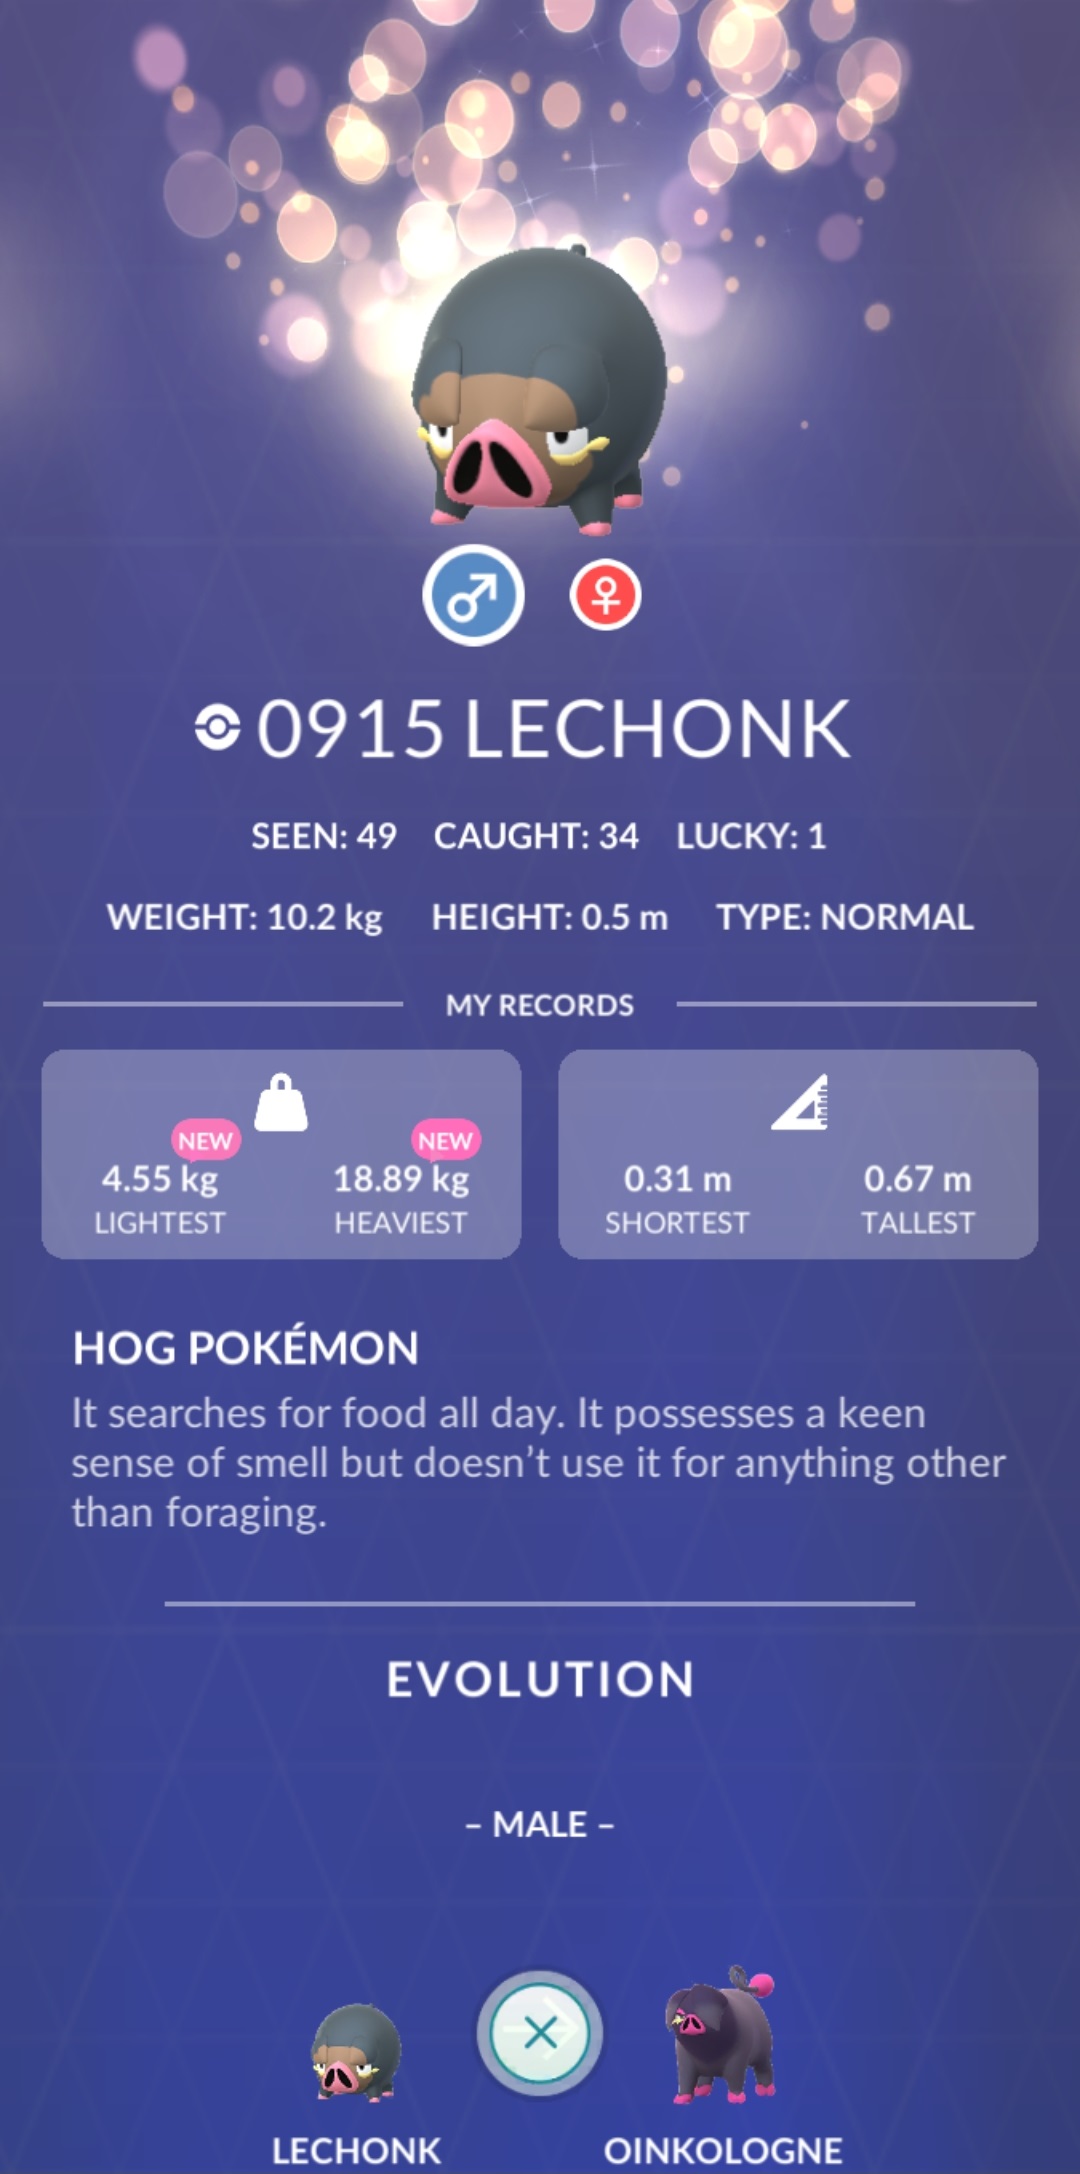 0915 LECHONK
SEEN: 49 CAUGHT: 34 LUCKY: 1
WEIGHT: 10.2 kg HEIGHT: 0.5 m TYPE: NORMAL
MY RECORDS
NEW NEW
4.55 kg 18.89 kg 0.31 m 0.67 m
LIGHTEST HEAVIEST SHORTEST TALLEST
HOG POKÉMON
It searches for food all day. It possesses a keen
sense of smell but doesn’t use it for anything other
than foraging.
EVOLUTION
– MALE –
LECHONK OINKOLOGNE